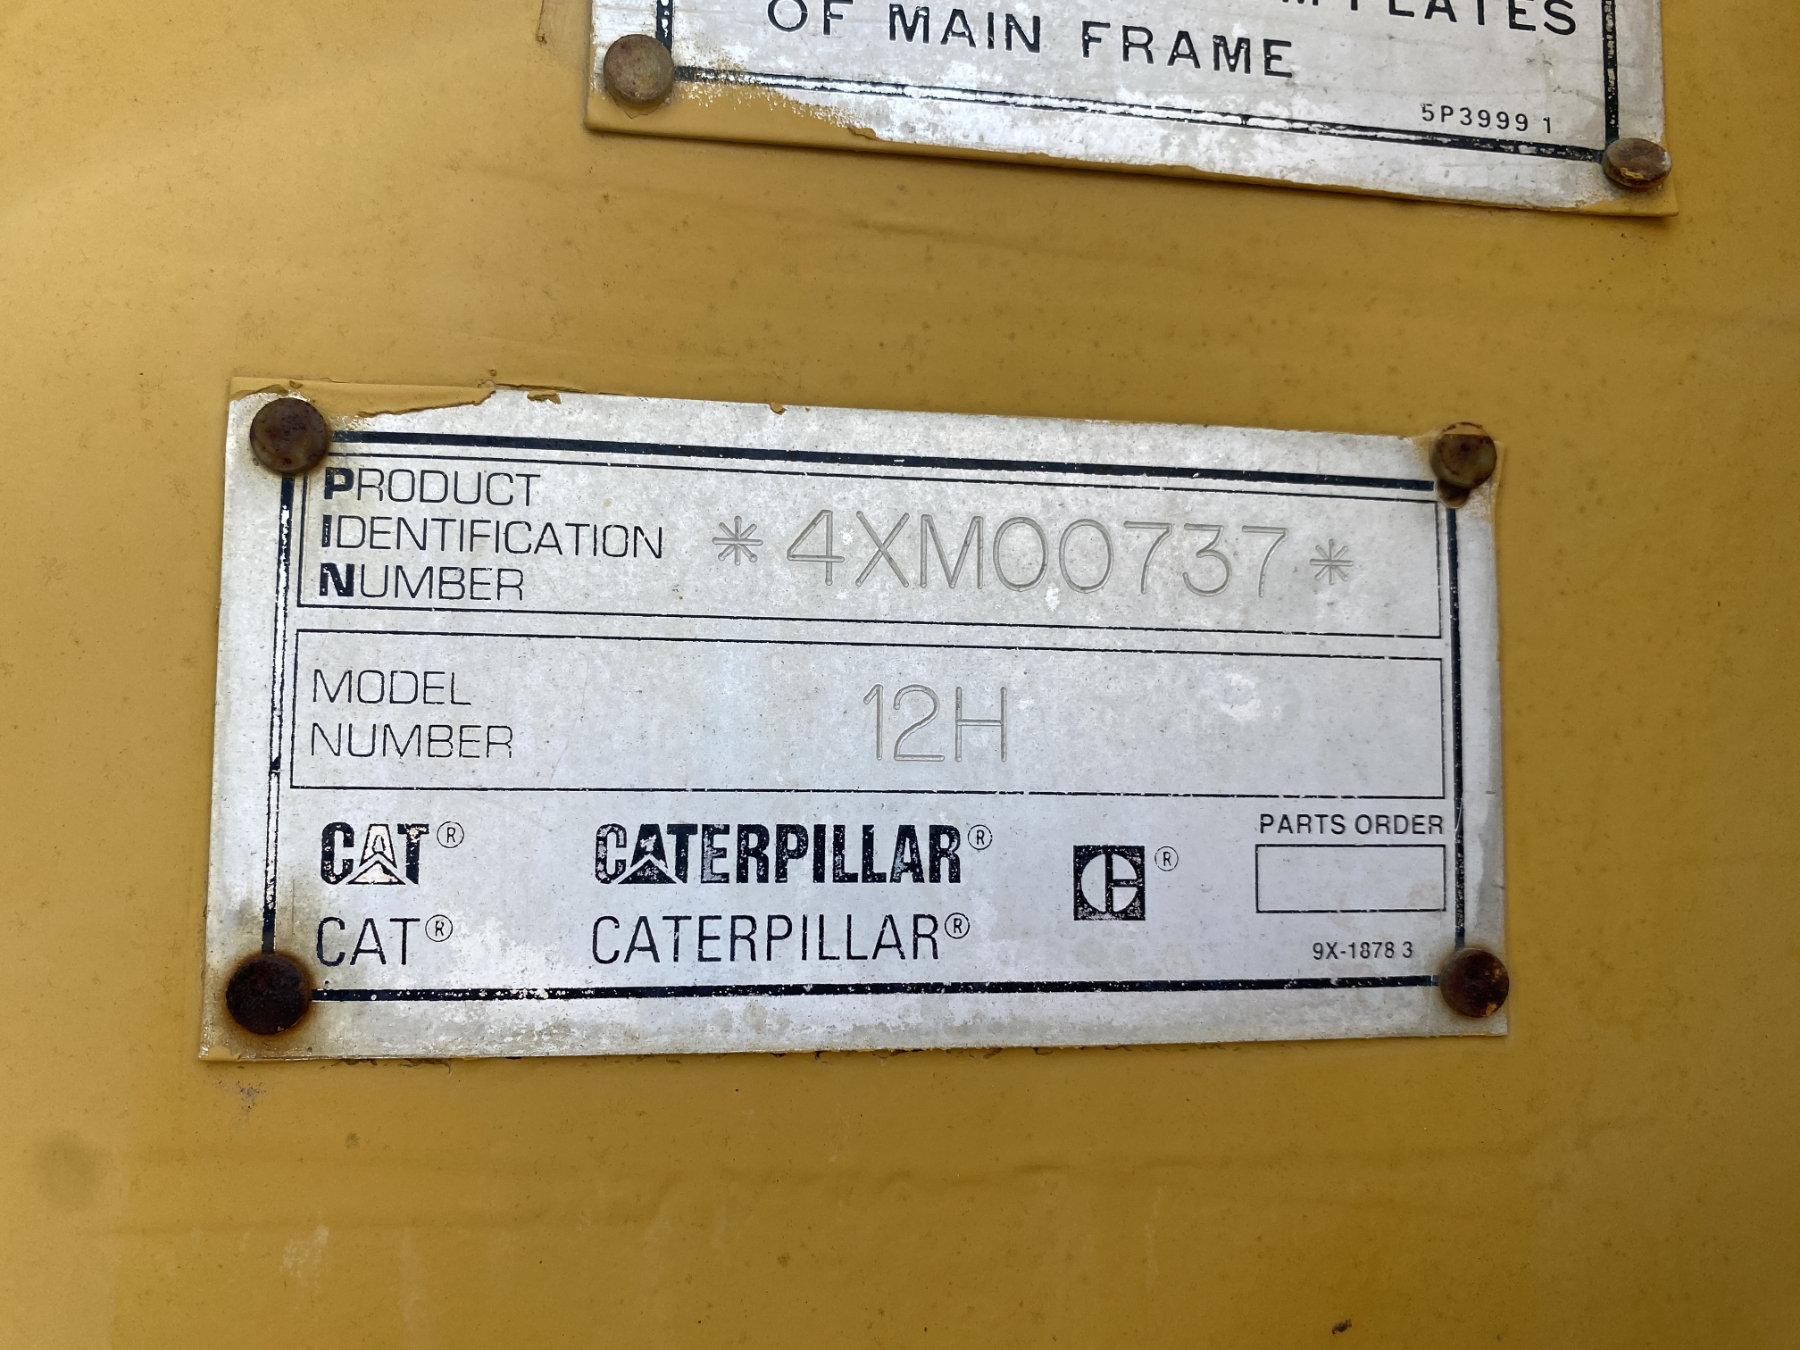 PLATES
OF MAIN FRAME
5P3999 1
PRODUCT
IDENTIFICATION
NUMBER
*4XM00737*
MODEL
NUMBER
12H
CAT® CATERPILLAR® ®
PARTS ORDER
CAT® CATERPILLAR®
9X-1878 3